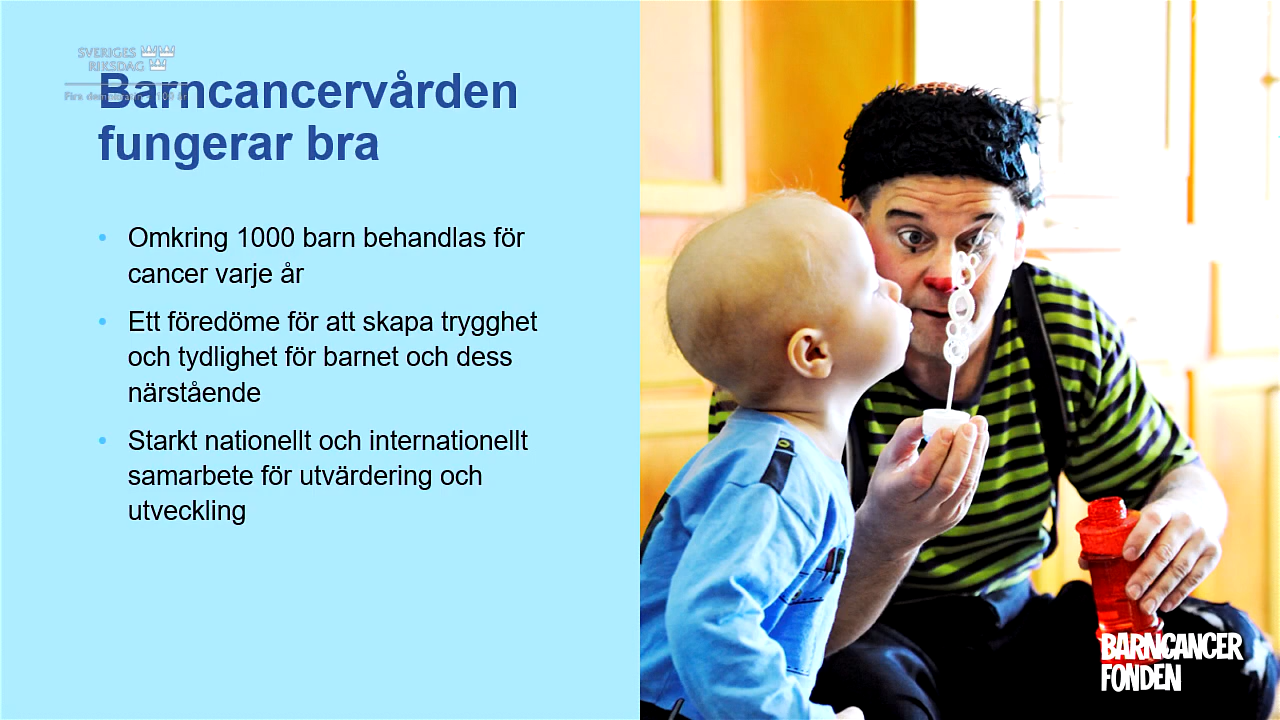 SVERIGES
RIKSDAG
Barncancervården
fungerar bra
• Omkring 1000 barn behandlas för
cancer varje år
• Ett föredöme för att skapa trygghet
och tydlighet för barnet och dess
närstående
• Starkt nationellt och internationellt
samarbete för utvärdering och
utveckling
BARNCANCER
FONDEN